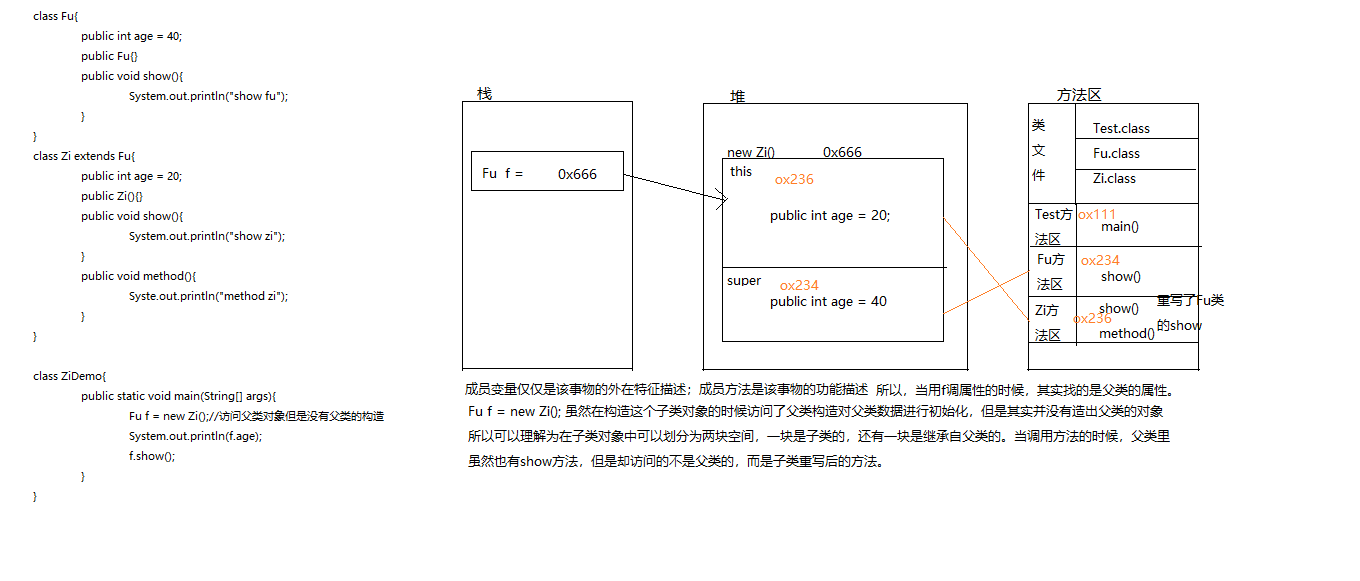 class Fu{
public int age = 40;
public Fu{}
public void show(){
System.out.println("show fu");
}
}
class Zi extends Fu{
public int age = 20;
public Zi(){}
public void show(){
System.out.println("show zi");
}
public void method(){
Syste.out.println("method zi");
}
}
class ZiDemo{
public static void main(String[] args){
Fu f = new Zi();//访问父类对象但是没有父类的构造
System.out.println(f.age);
f.show();
}
}
栈
Fu f = 0x666
堆
new Zi() 0x666
this
ox236
public int age = 20;
super
ox234
public int age = 40
方法区
类
文
件
Test.class
Fu.class
Zi.class
Test方
法区
ox111
main()
Fu方
法区
ox234
show()
Zi方
法区
ox236
show()
method()
重写了Fu类
的show
成员变量仅仅是该事物的外在特征描述；成员方法是该事物的功能描述 所以，当用f调属性的时候，其实找的是父类的属性。
Fu f = new Zi(); 虽然在构造这个子类对象的时候访问了父类构造对父类数据进行初始化，但是其实并没有造出父类的对象
所以可以理解为在子类对象中可以划分为两块空间，一块是子类的，还有一块是继承自父类的。当调用方法的时候，父类里
虽然也有show方法，但是却访问的不是父类的，而是子类重写后的方法。